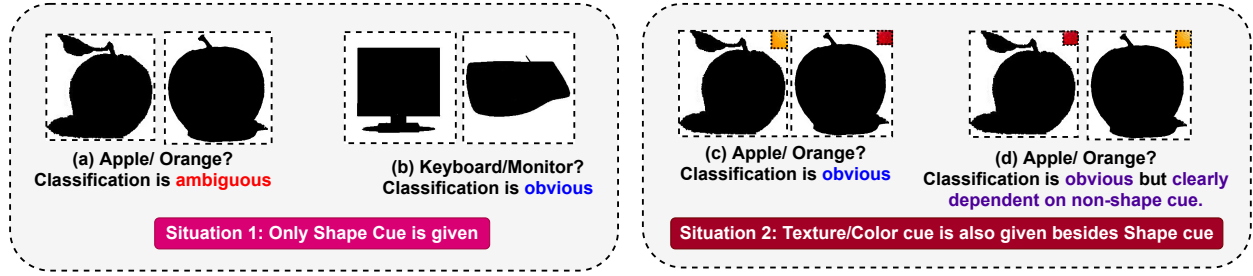 (a) Apple/ Orange?
Classification is ambiguous
(b) Keyboard/Monitor?
Classification is obvious
Situation 1: Only Shape Cue is given
(c) Apple/ Orange?
Classification is obvious
(d) Apple/ Orange?
Classification is obvious but clearly
dependent on non-shape cue.
Situation 2: Texture/Color cue is also given besides Shape cue